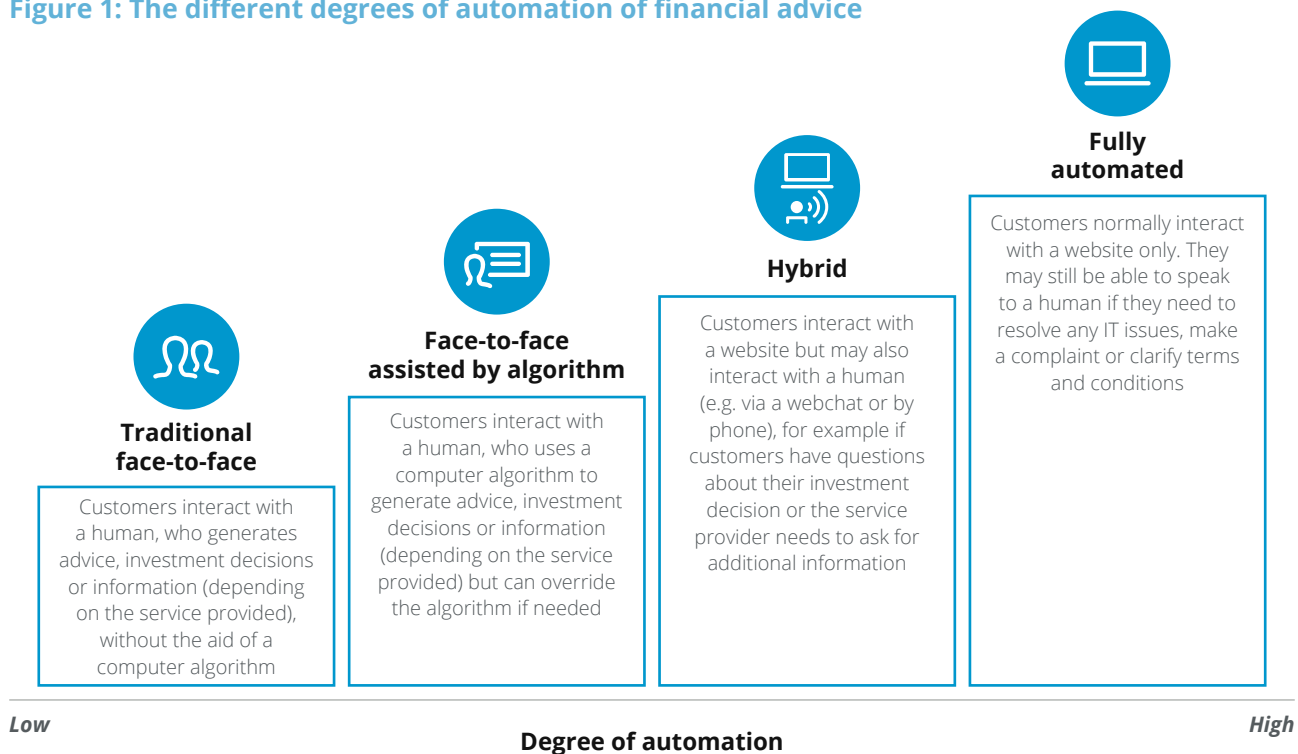 Figure 1: The different degrees of automation of financial advice
Traditional
face-to-face
Customers interact with
a human, who generates
advice, investment decisions
or information (depending
on the service provided),
without the aid of a
computer algorithm
Face-to-face
assisted by algorithm
Customers interact with
a human, who uses a
computer algorithm to
generate advice, investment
decisions or information
(depending on the service
provided) but can override
the algorithm if needed
Hybrid
Customers interact with
a website but may also
interact with a human
(e.g. via a webchat or by
phone), for example if
customers have questions
about their investment
decision or the service
provider needs to ask for
additional information
Fully
automated
Customers normally interact
with a website only. They
may still be able to speak
to a human if they need to
resolve any IT issues, make
a complaint or clarify terms
and conditions
Low
High
Degree of automation